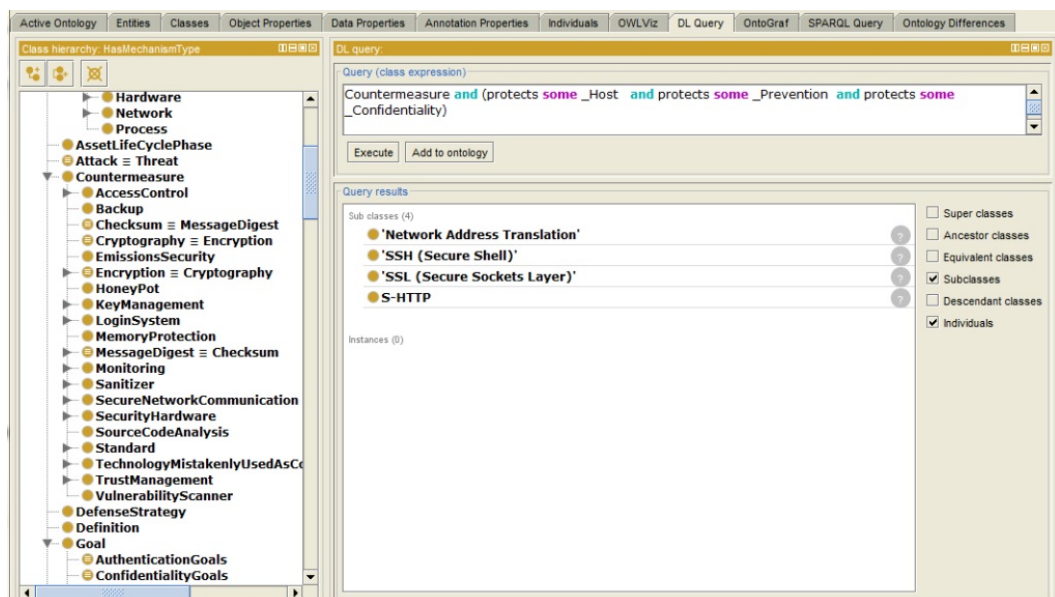 Active Ontology Entities Classes Object Properties Data Properties Annotation Properties Individuals OWLViz DL Query OntoGraf SPARQL Query Ontology Differences
Class hierarchy: HasMechanismType
Hardware
Network
Process
AssetLifeCyclePhase
Attack ≡ Threat
Countermeasure
AccessControl
Backup
Checksum ≡ MessageDigest
Cryptography ≡ Encryption
EmissionsSecurity
Encryption ≡ Cryptography
HoneyPot
KeyManagement
LoginSystem
MemoryProtection
MessageDigest ≡ Checksum
Monitoring
Sanitizer
SecureNetworkCommunication
SecurityHardware
SourceCodeAnalysis
Standard
TechnologyMistakenlyUsedAsCo
TrustManagement
VulnerabilityScanner
DefenseStrategy
Definition
Goal
AuthenticationGoals
ConfidentialityGoals
DL query:
Query (class expression)
Countermeasure and (protects some _Host and protects some _Prevention and protects some
_Confidentiality)
Execute Add to ontology
Query results
Sub classes (4)
'Network Address Translation' ?
'SSH (Secure Shell)' ?
'SSL (Secure Sockets Layer)' ?
S-HTTP ?
Instances (0)
Super classes
Ancestor classes
Equivalent classes
Subclasses
Descendant classes
Individuals